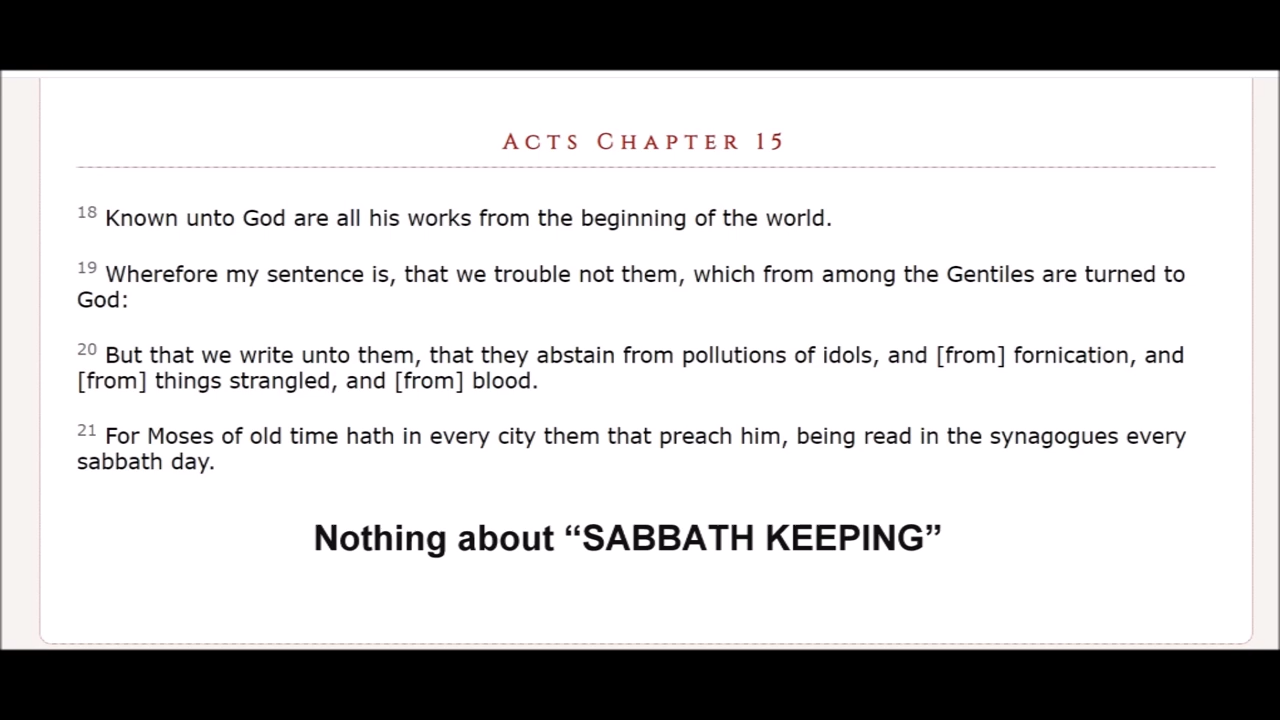 Acts Chapter 15
18 Known unto God are all his works from the beginning of the world.
19 Wherefore my sentence is, that we trouble not them, which from among the Gentiles are turned to
God:
20 But that we write unto them, that they abstain from pollutions of idols, and [from] fornication, and
[from] things strangled, and [from] blood.
21 For Moses of old time hath in every city them that preach him, being read in the synagogues every
sabbath day.
Nothing about “SABBATH KEEPING”